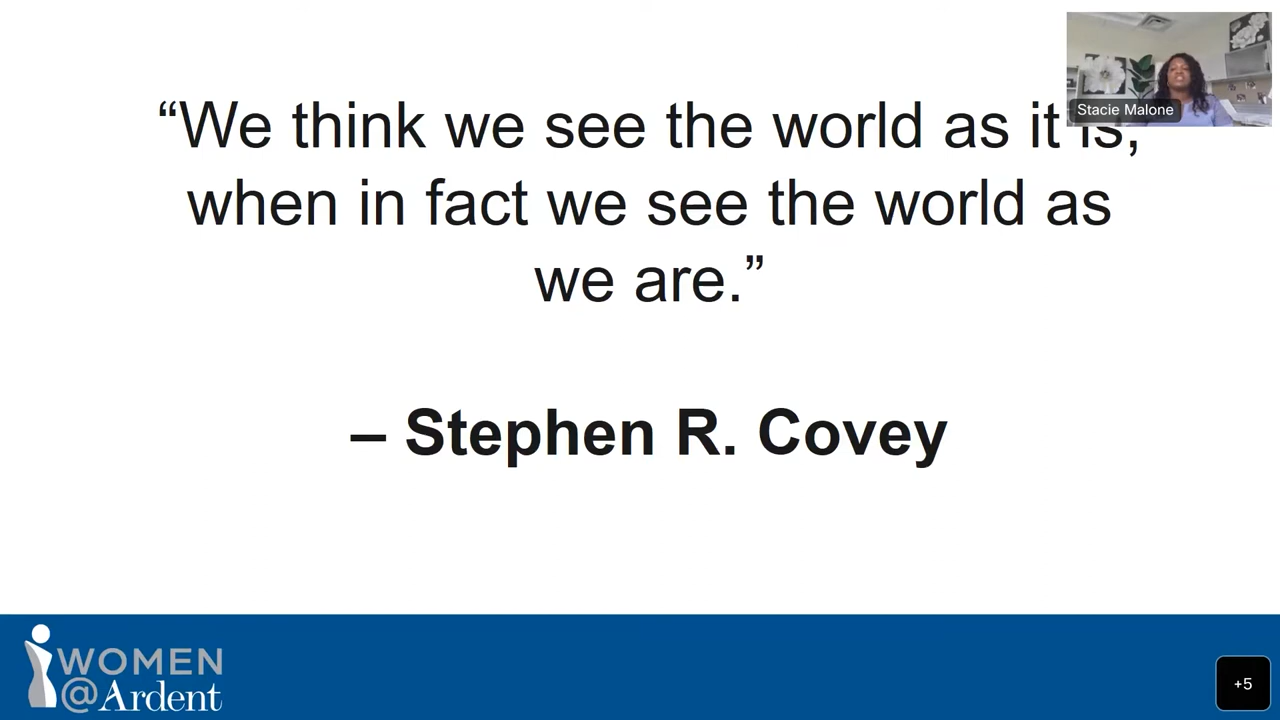 “We think we see the world as it is,
when in fact we see the world as
we are.”
– Stephen R. Covey
Stacie Malone
WOMEN
@Ardent
+5